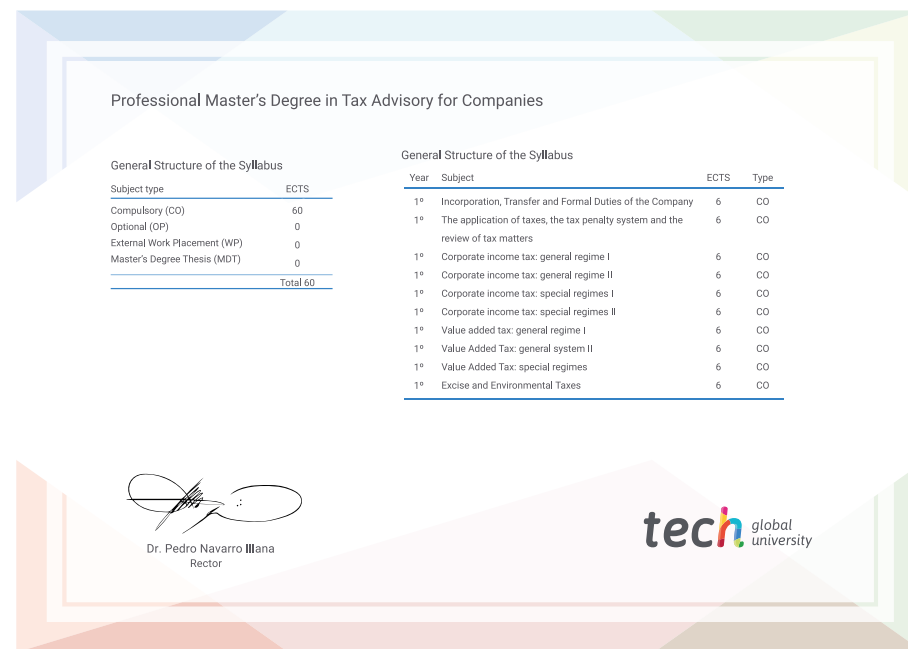 Professional Master's Degree in Tax Advisory for Companies
General Structure of the Syllabus
Subject type ECTS
Compulsory (CO) 60
Optional (OP) 0
External Work Placement (WP) 0
Master's Degree Thesis (MDT) 0
Total 60
General Structure of the Syllabus
Year Subject ECTS Type
1º Incorporation, Transfer and Formal Duties of the Company 6 CO
1º The application of taxes, the tax penalty system and the 6 CO
review of tax matters
1º Corporate income tax: general regime I 6 CO
1º Corporate income tax: general regime II 6 CO
1º Corporate income tax: special regimes I 6 CO
1º Corporate income tax: special regimes II 6 CO
1º Value added tax: general regime I 6 CO
1º Value Added Tax: general system II 6 CO
1º Value Added Tax: special regimes 6 CO
1º Excise and Environmental Taxes 6 CO
Dr. Pedro Navarro Illana
Rector
tech global
university